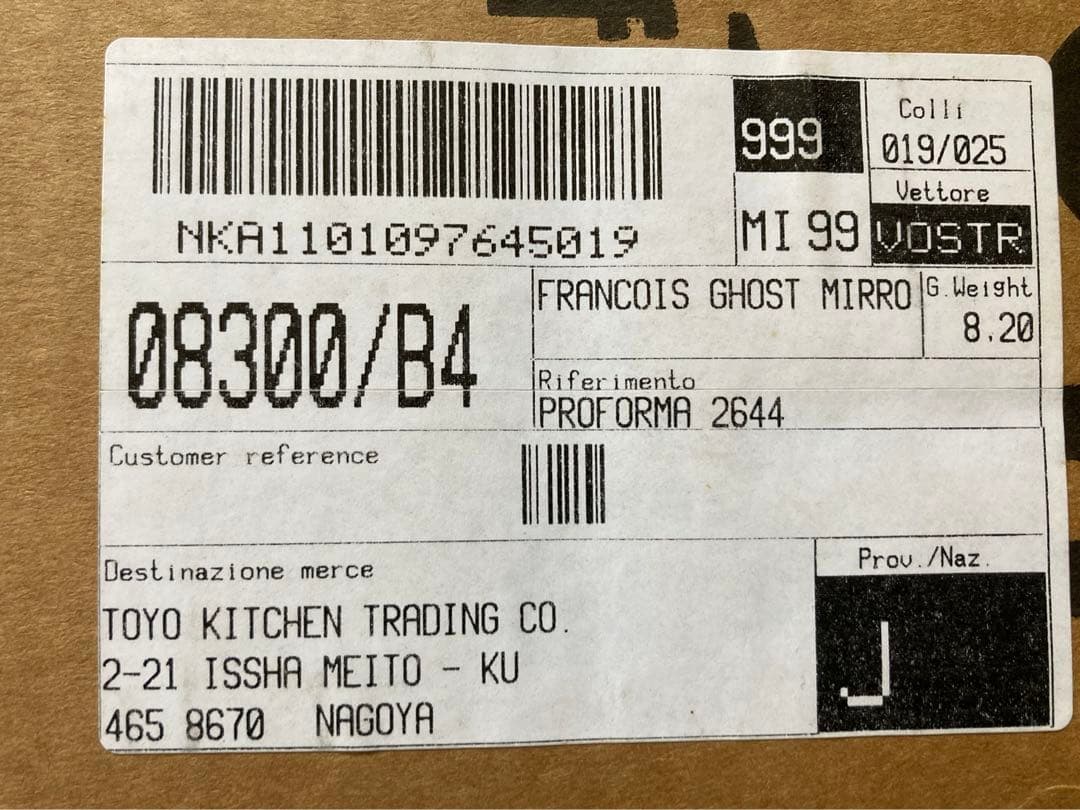 999
Colli
019/025
NKA1101097645019
MI 99
Vettore
VOSTR
08300/B4
FRANCOIS GHOST MIRRO
G.Weight
8.20
Riferimento
PROFORMA 2644
Customer reference
Destinazione merce
TOYO KITCHEN TRADING CO.
2-21 ISSHA MEITO - KU
465 8670 NAGOYA
Prov./Naz.
J